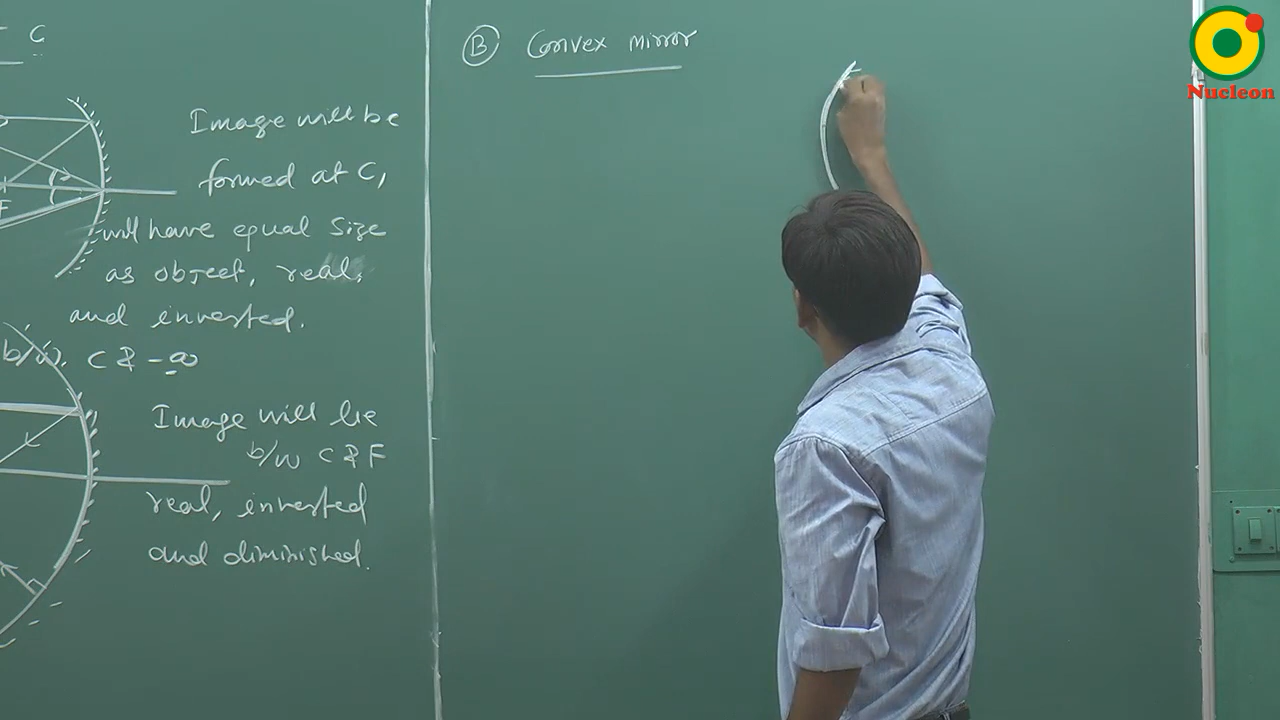 C
Image will be
formed at C,
F
will have equal size
as object, real,
and inverted.
b/w. C & -∞
Image will be
b/w C & F
real, inverted
and diminished.
B Convex mirror
Nucleon